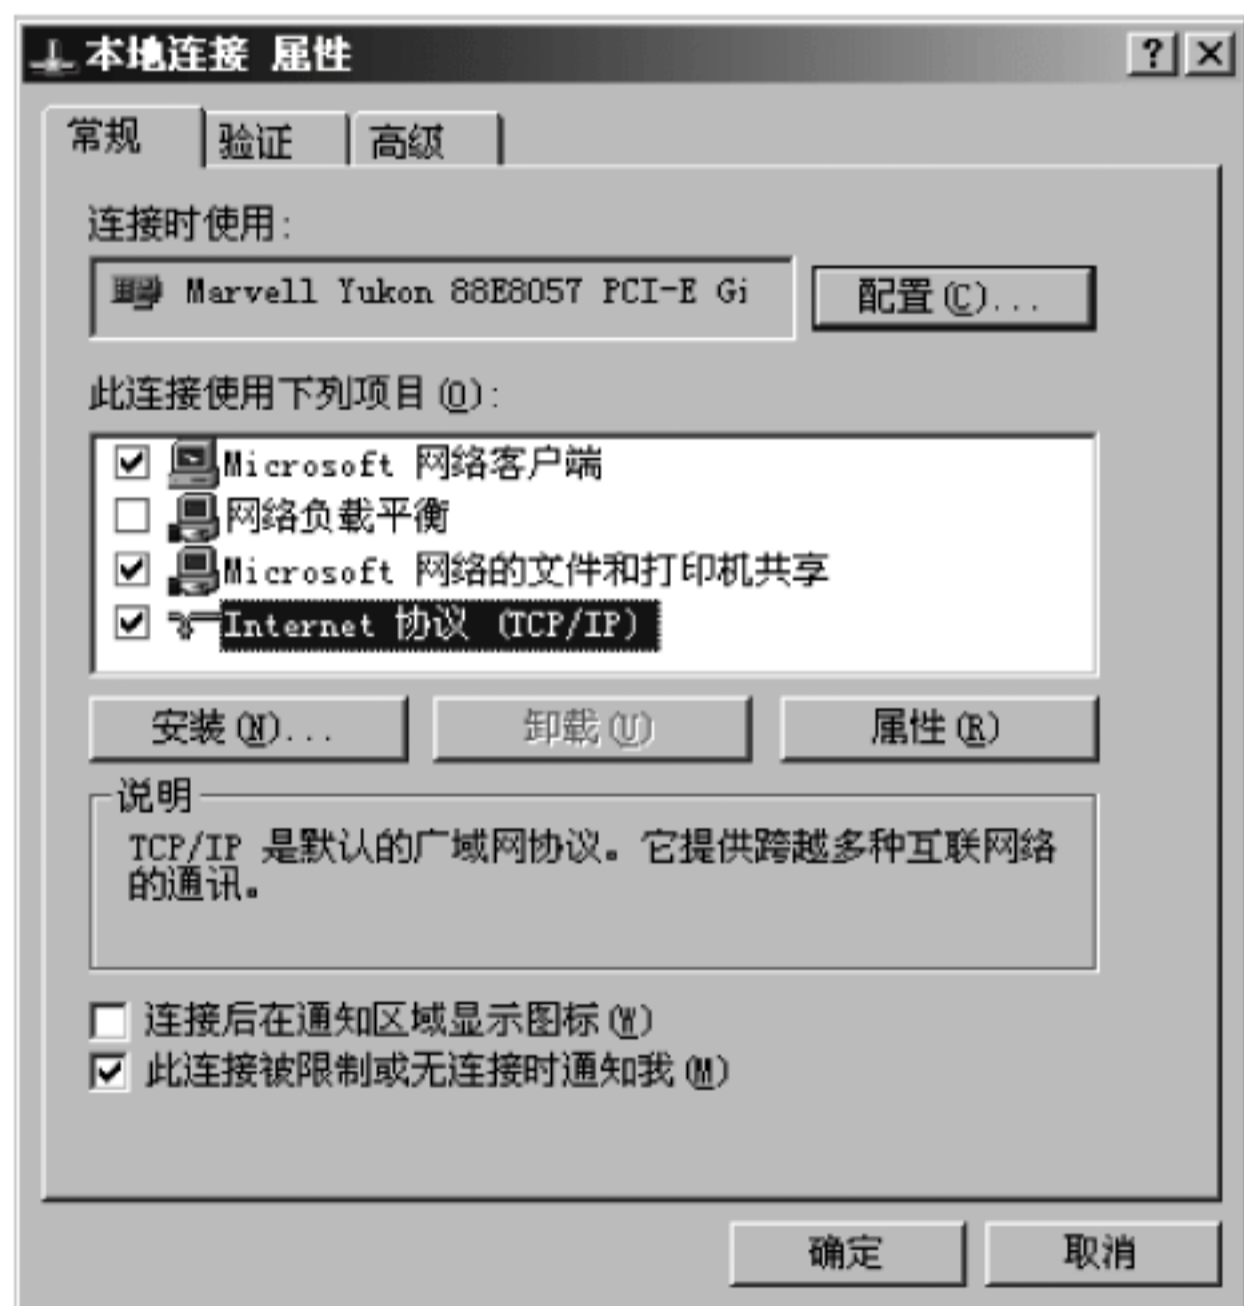 本地连接 属性
常规 验证 高级
连接时使用:
Marvell Yukon 88E8057 PCI-E Gi 配置(C)...
此连接使用下列项目(O):
Microsoft 网络客户端
网络负载平衡
Microsoft 网络的文件和打印机共享
Internet 协议 (TCP/IP)
安装(N)... 卸载(U) 属性(R)
说明
TCP/IP 是默认的广域网协议。它提供跨越多种互联网络
的通讯。
连接后在通知区域显示图标(W)
此连接被限制或无连接时通知我(M)
确定 取消